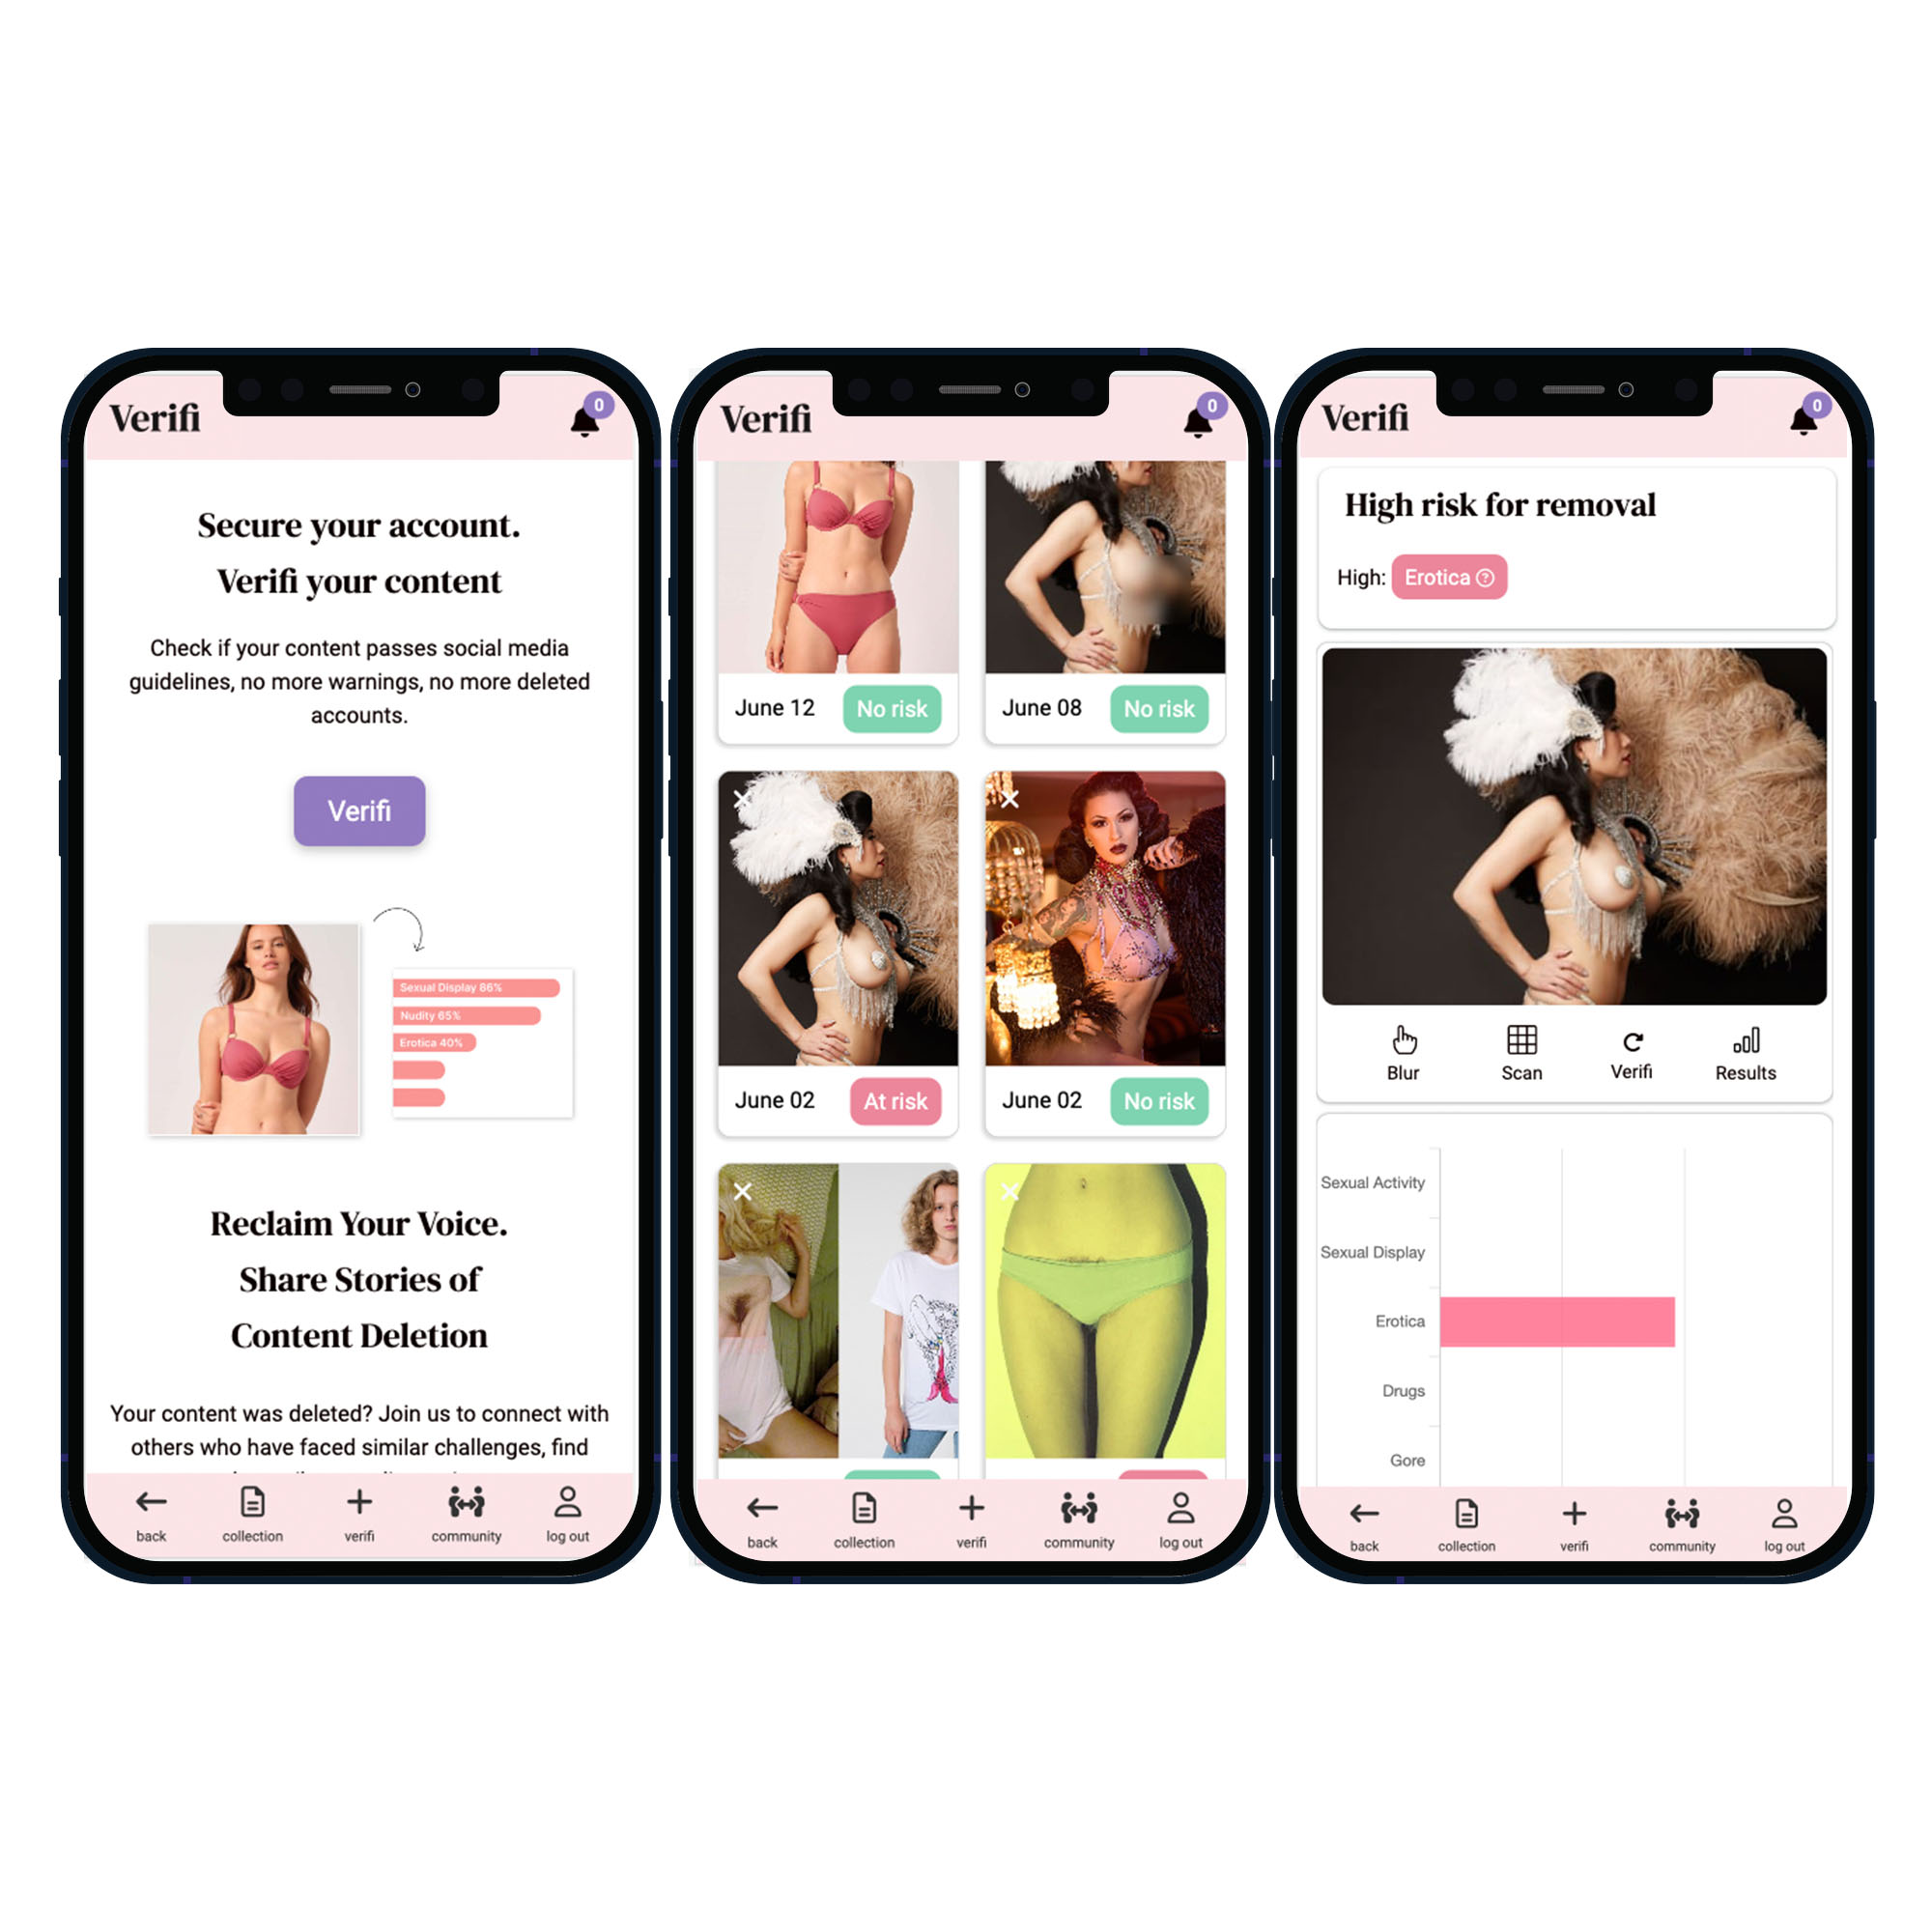 Verifi
0
Secure your account.
Verifi your content
Check if your content passes social media
guidelines, no more warnings, no more deleted
accounts.
Verifi
Sexual Display 86%
Nudity 65%
Erotica 40%
Reclaim Your Voice.
Share Stories of
Content Deletion
Your content was deleted? Join us to connect with
others who have faced similar challenges, find
back
collection
verifi
community
log out
Verifi
0
June 12
No risk
June 08
No risk
June 02
At risk
June 02
No risk
back
collection
verifi
community
log out
Verifi
0
High risk for removal
High: Erotica ?
Blur
Scan
Verifi
Results
Sexual Activity
Sexual Display
Erotica
Drugs
Gore
back
collection
verifi
community
log out